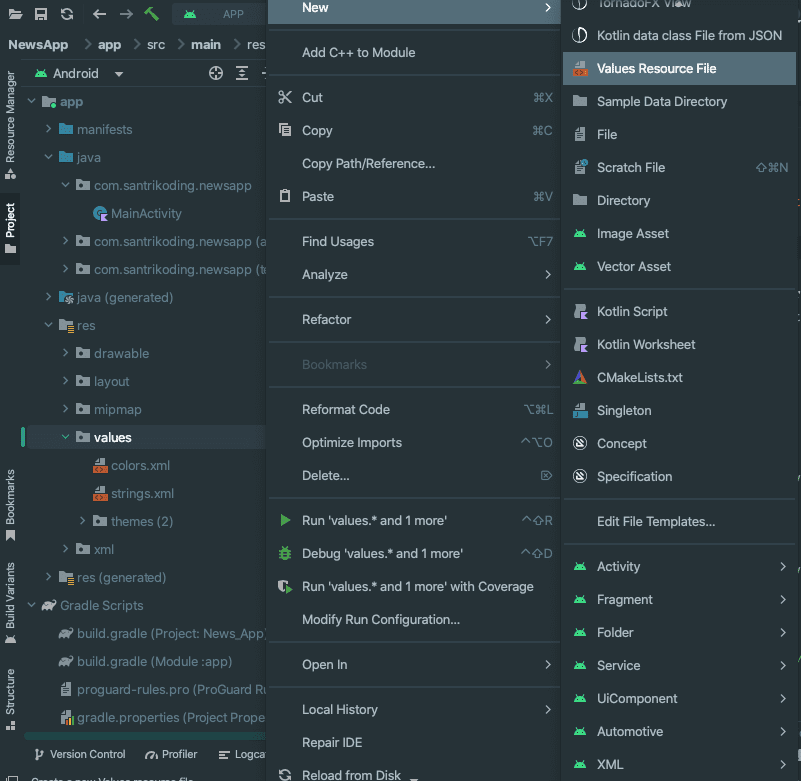 APP
NewsApp app src main res
Android
Resource Manager
Project
Bookmarks
Build Variants
Structure
app
manifests
java
com.santrikoding.newsapp
MainActivity
com.santrikoding.newsapp (a
com.santrikoding.newsapp (t
java (generated)
res
drawable
layout
mipmap
values
colors.xml
strings.xml
themes (2)
xml
res (generated)
Gradle Scripts
build.gradle (Project: News_App)
build.gradle (Module :app)
proguard-rules.pro (ProGuard Ru
gradle.properties (Project Prope
Version Control Profiler Logca
New
Add C++ to Module
Cut ⌘X
Copy ⌘C
Copy Path/Reference...
Paste ⌘V
Find Usages ⌥F7
Analyze
Refactor
Bookmarks
Reformat Code ⌥⌘L
Optimize Imports ^⌥O
Delete... ⌦
Run 'values.* and 1 more' ^⇧R
Debug 'values.* and 1 more' ^⇧D
Run 'values.* and 1 more' with Coverage
Modify Run Configuration...
Open In
Local History
Repair IDE
Reload from Disk
TornadoFX View
Kotlin data class File from JSON
Values Resource File
Sample Data Directory
File
Scratch File ⇧⌘N
Directory
Image Asset
Vector Asset
Kotlin Script
Kotlin Worksheet
CMakeLists.txt
Singleton
Concept
Specification
Edit File Templates...
Activity
Fragment
Folder
Service
UiComponent
Automotive
XML